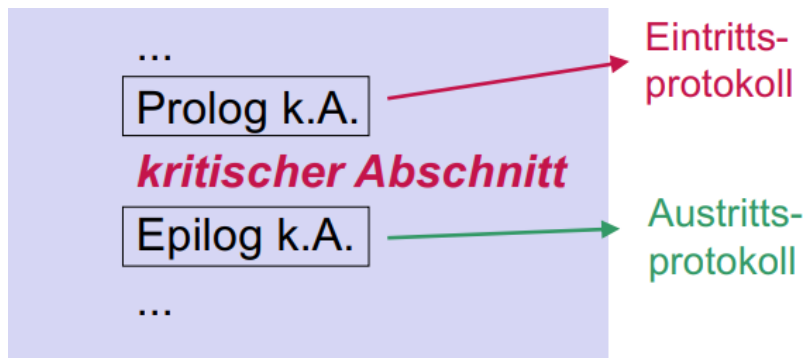 ...
Prolog k.A.
kritischer Abschnitt
Epilog k.A.
...
Eintritts-
protokoll
Austritts-
protokoll